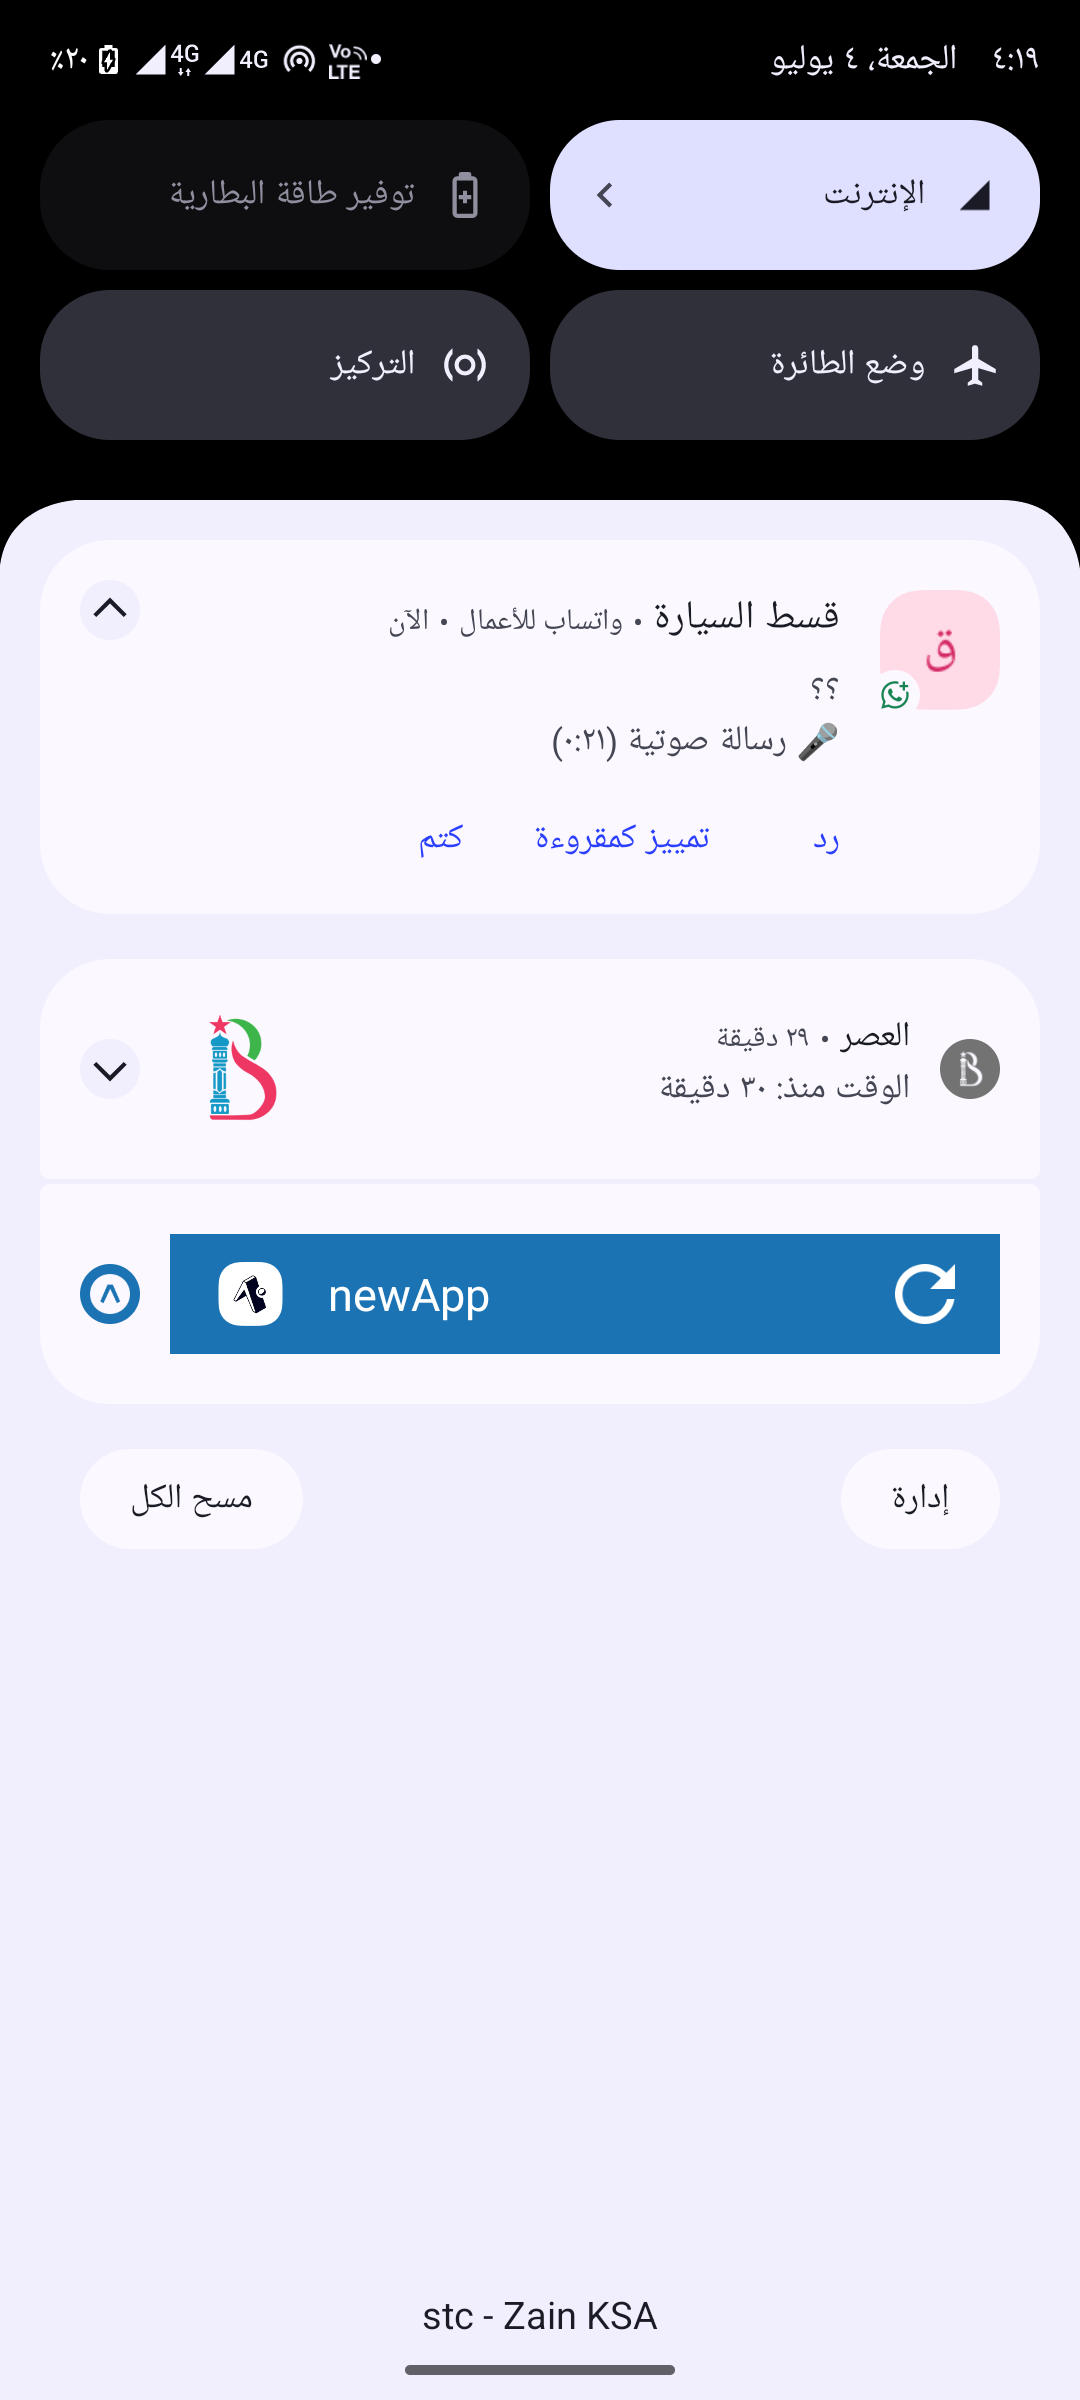 ٤:١٩ الجمعة، ٤ يوليو
Vo LTE 4G 4G ٢٠٪
الإنترنت
توفير طاقة البطارية
وضع الطائرة
التركيز
قسط السيارة • واتساب للأعمال • الآن
ق
؟؟
🎤 رسالة صوتية (٠:٢١)
رد تمييز كمقروءة كتم
العصر • ٢٩ دقيقة
الوقت منذ: ٣٠ دقيقة
newApp
إدارة
مسح الكل
stc - Zain KSA